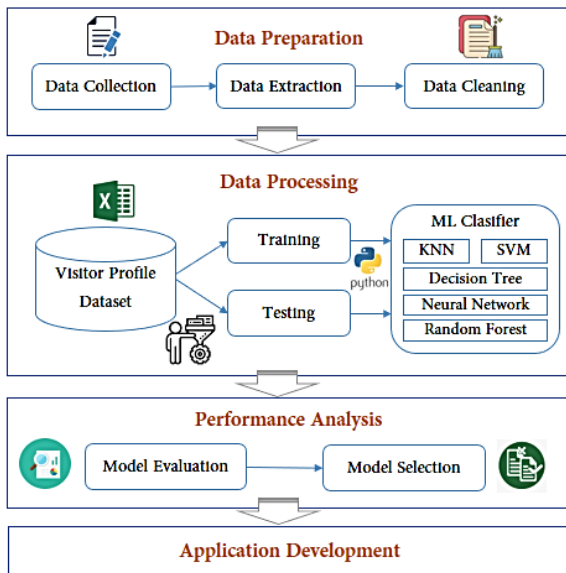 Data Preparation
Data Collection
Data Extraction
Data Cleaning
Data Processing
X
Visitor Profile
Dataset
Training
Testing
python
ML Clasifier
KNN
SVM
Decision Tree
Neural Network
Random Forest
Performance Analysis
Model Evaluation
Model Selection
Application Development